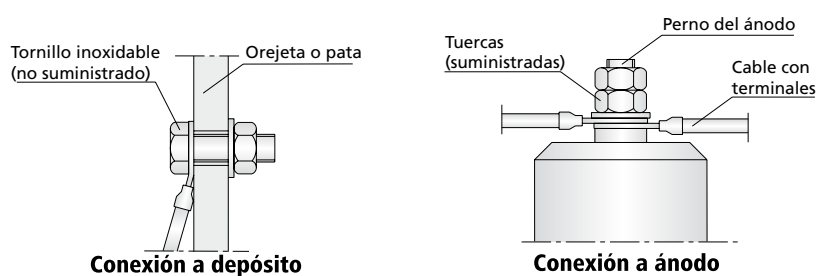 Tornillo inoxidable
(no suministrado)
Orejeta o pata
Conexión a depósito
Perno del ánodo
Tuercas
(suministradas)
Cable con
terminales
Conexión a ánodo